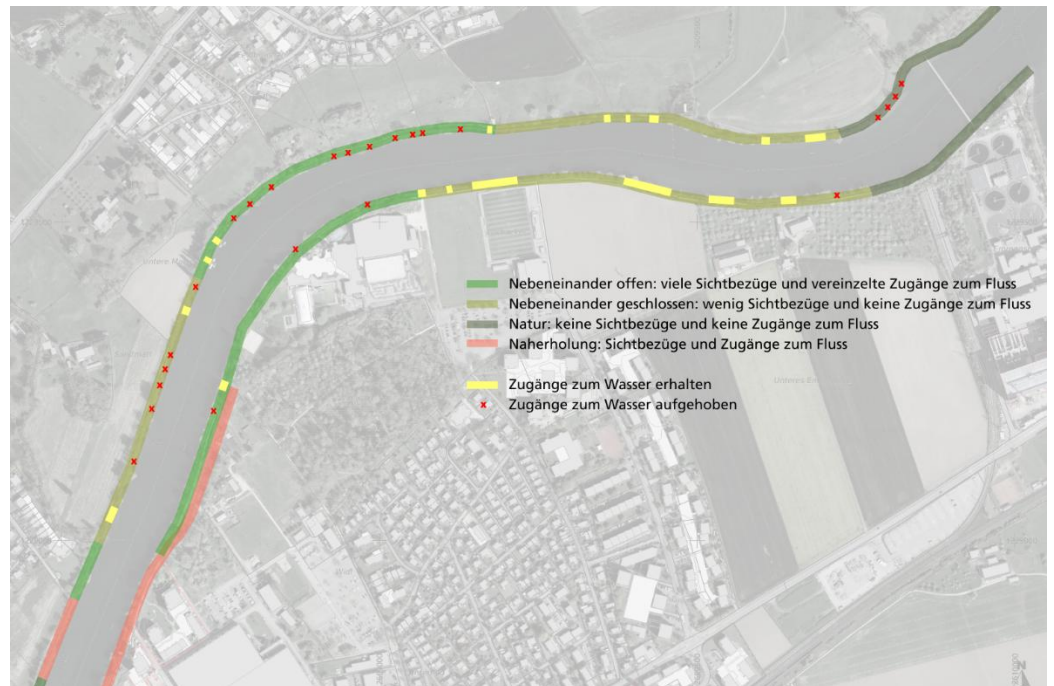 Nebeneinander offen: viele Sichtbezüge und vereinzelte Zugänge zum Fluss
Nebeneinander geschlossen: wenig Sichtbezüge und keine Zugänge zum Fluss
Natur: keine Sichtbezüge und keine Zugänge zum Fluss
Naherholung: Sichtbezüge und Zugänge zum Fluss
Zugänge zum Wasser erhalten
Zugänge zum Wasser aufgehoben